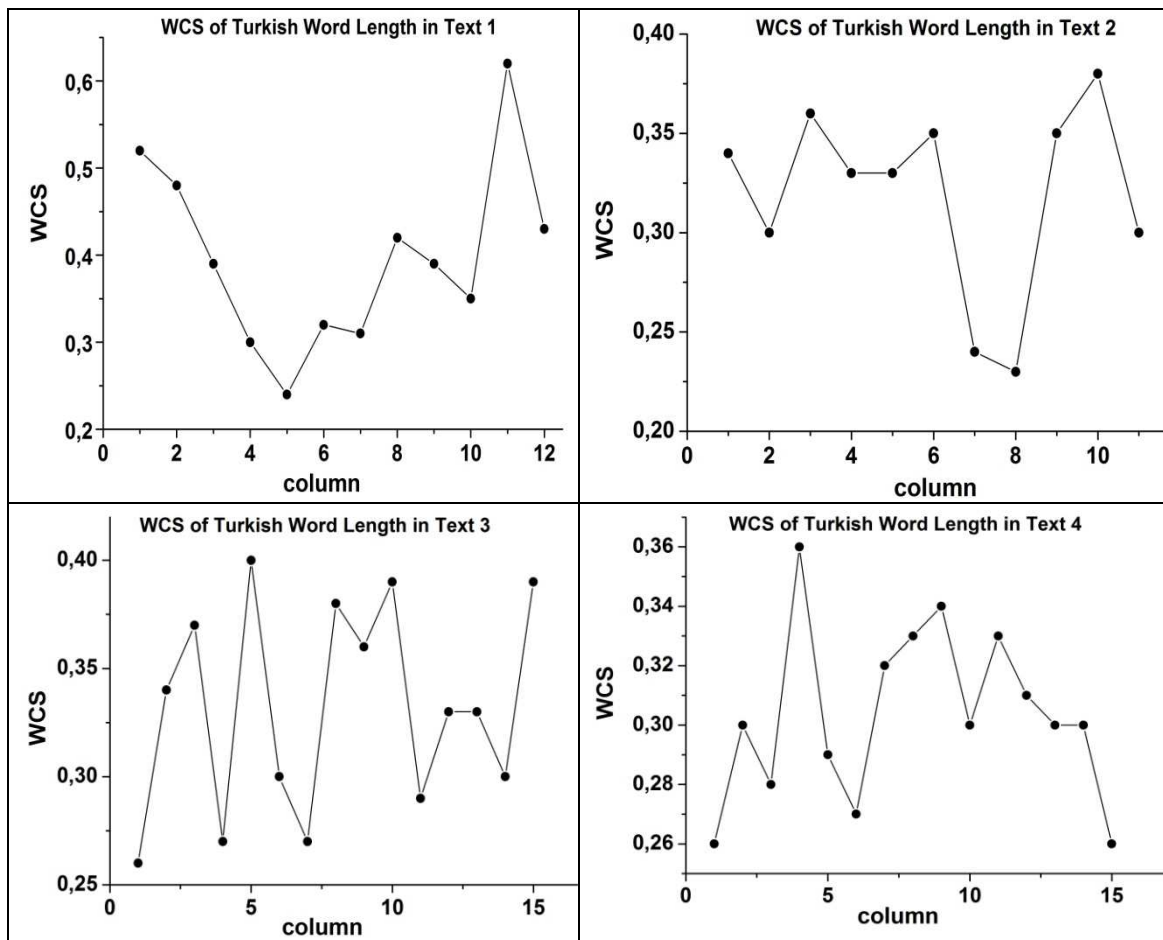 WCS of Turkish Word Length in Text 1
0,6
0,5
0,4
0,3
0,2
WCS
0 2 4 6 8 10 12
column
WCS of Turkish Word Length in Text 2
0,40
0,35
0,30
0,25
0,20
WCS
0 2 4 6 8 10
column
WCS of Turkish Word Length in Text 3
0,40
0,35
0,30
0,25
WCS
0 5 10 15
column
WCS of Turkish Word Length in Text 4
0,36
0,34
0,32
0,30
0,28
0,26
WCS
0 5 10 15
column